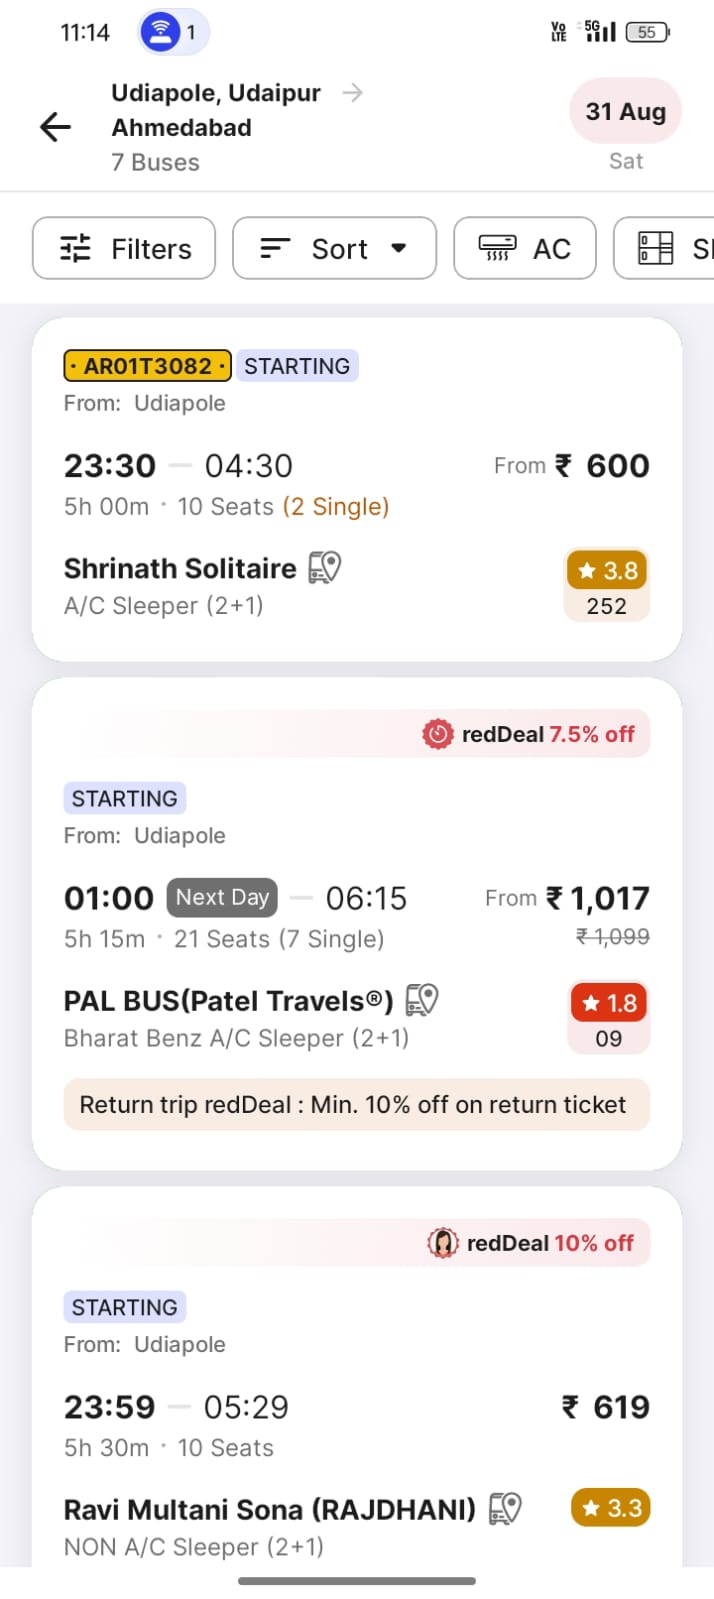 11:14
1
Vo LTE 5G 55
Udiapole, Udaipur →
Ahmedabad
7 Buses
31 Aug
Sat
Filters
Sort
AC
Sl
· AR01T3082 · STARTING
From: Udiapole
23:30 — 04:30
From ₹ 600
5h 00m · 10 Seats (2 Single)
Shrinath Solitaire
★ 3.8
A/C Sleeper (2+1)
252
redDeal 7.5% off
STARTING
From: Udiapole
01:00 Next Day — 06:15
From ₹ 1,017
5h 15m · 21 Seats (7 Single)
₹ 1,099
PAL BUS(Patel Travels®)
★ 1.8
Bharat Benz A/C Sleeper (2+1)
09
Return trip redDeal : Min. 10% off on return ticket
redDeal 10% off
STARTING
From: Udiapole
23:59 — 05:29
₹ 619
5h 30m · 10 Seats
Ravi Multani Sona (RAJDHANI)
★ 3.3
NON A/C Sleeper (2+1)